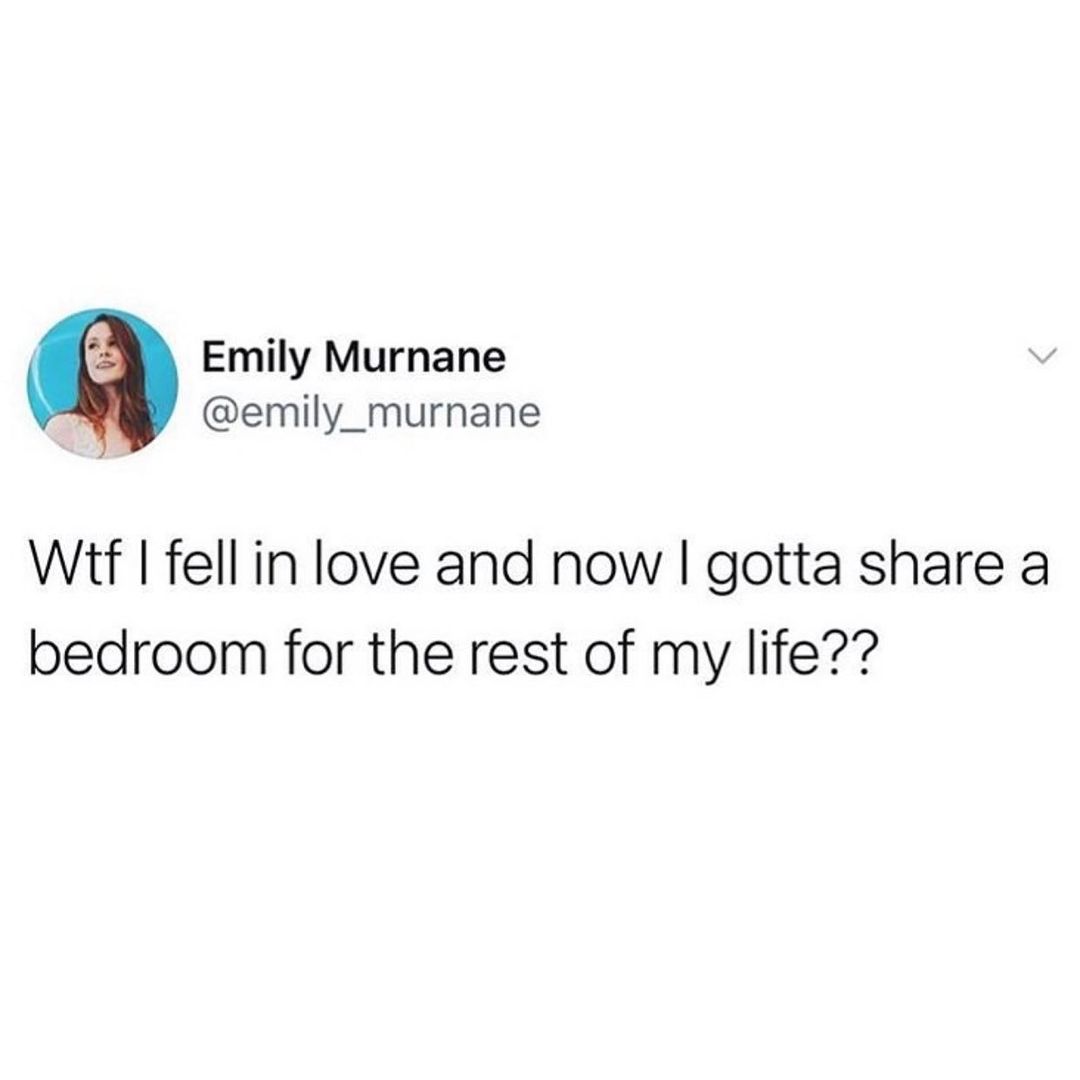 Emily Murnane
@emily_murnane
Wtf I fell in love and now I gotta share a
bedroom for the rest of my life??